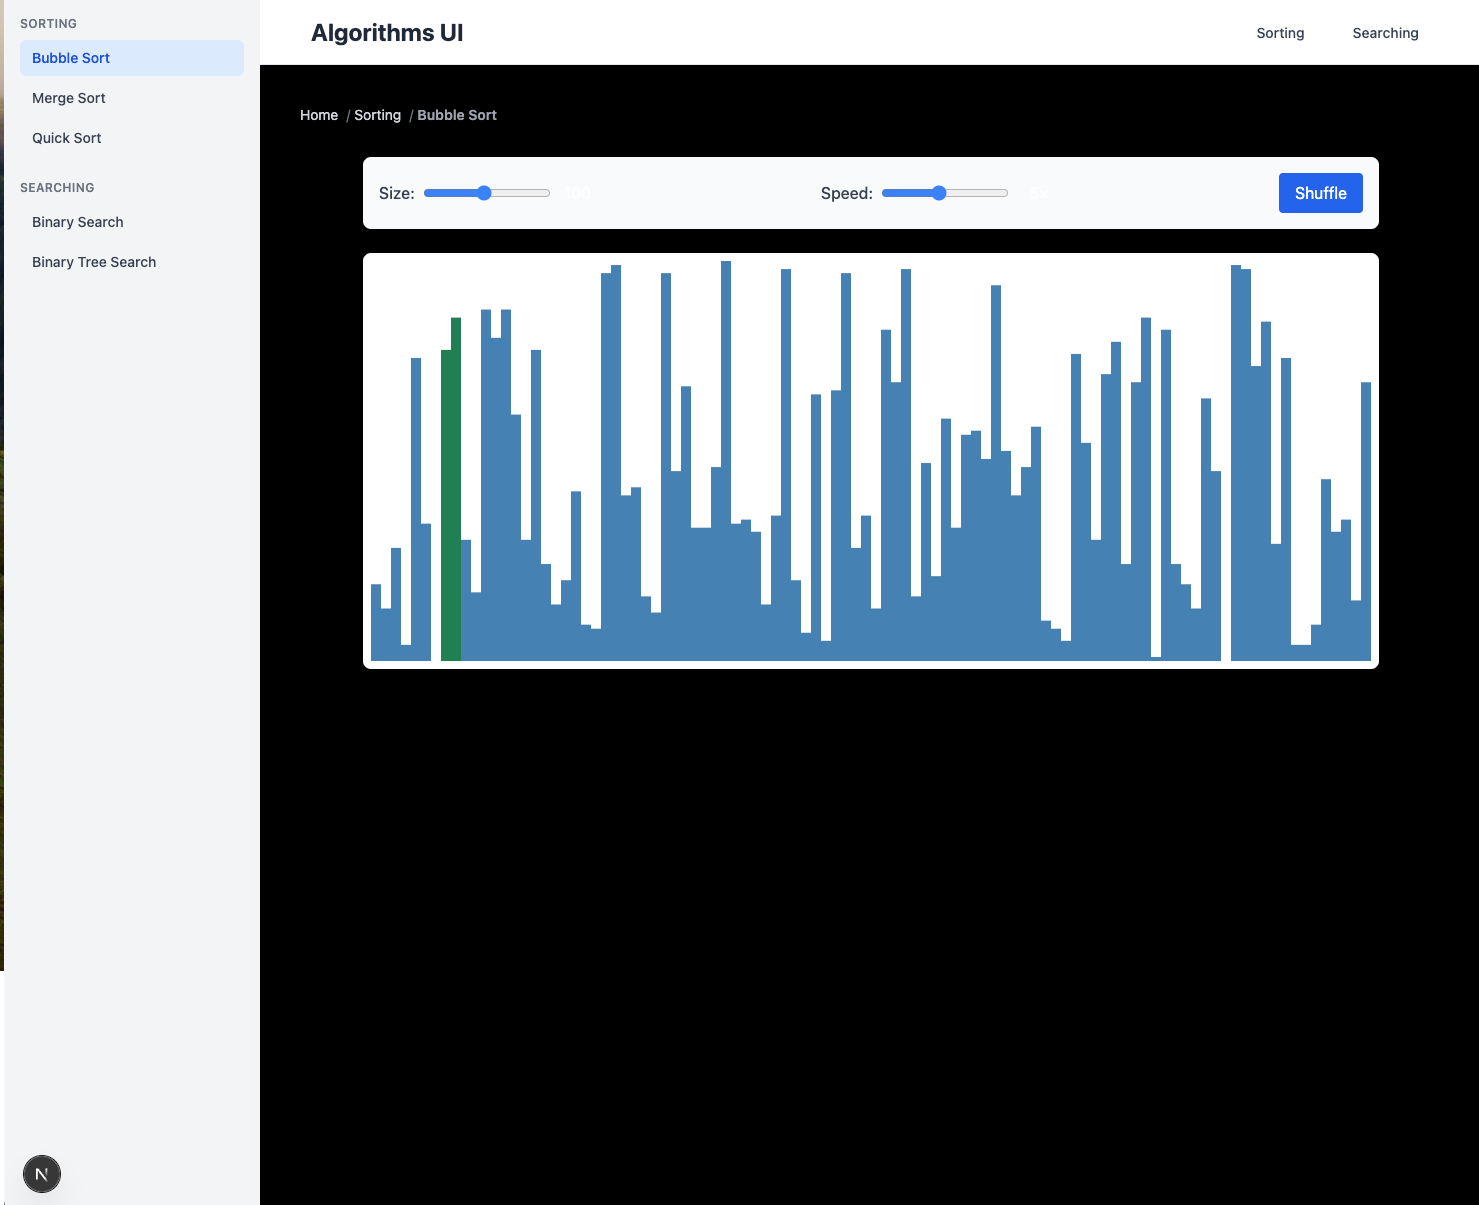 SORTING
Bubble Sort
Merge Sort
Quick Sort
SEARCHING
Binary Search
Binary Tree Search
Algorithms UI
Sorting
Searching
Home / Sorting / Bubble Sort
Size: 100 Speed: 5× Shuffle
N